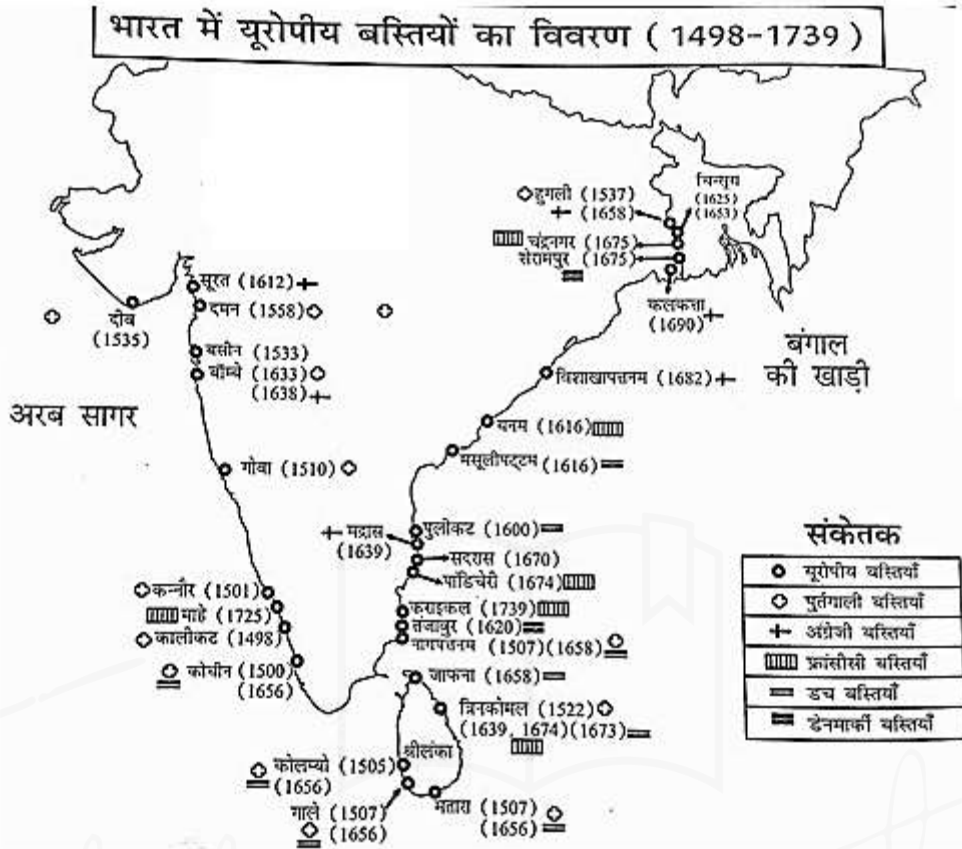 भारत में यूरोपीय बस्तियों का विवरण ( 1498-1739 )
हुगली (1537)
(1658)
चिन्सुरा
(1625)
(1653)
चंद्रनगर (1675)
सेरामपुर (1675)
कलकत्ता
(1690)
सूरत (1612)
दमन (1558)
दीव
(1535)
बसीन (1533)
बॉम्बे (1633)
(1638)
बंगाल
की खाड़ी
विशाखापत्तनम (1682)
अरब सागर
यनम (1616)
मसूलीपट्टम (1616)
गोवा (1510)
पुलीकट (1600)
मद्रास
(1639)
सदरास (1670)
पांडिचेरी (1674)
कन्नौर (1501)
माहे (1725)
कालीकट (1498)
कोचीन (1500)
(1656)
कराइकल (1739)
तंजावुर (1620)
नागपत्तनम (1507)(1658)
जाफना (1658)
त्रिनकोमल (1522)
(1639, 1674)(1673)
श्रीलंका
कोलम्बो (1505)
(1656)
गाले (1507)
(1656)
मतारा (1507)
(1656)
संकेतक
यूरोपीय बस्तियाँ
पुर्तगाली बस्तियाँ
अंग्रेजी बस्तियाँ
फ्रांसीसी बस्तियाँ
डच बस्तियाँ
डेनमार्की बस्तियाँ